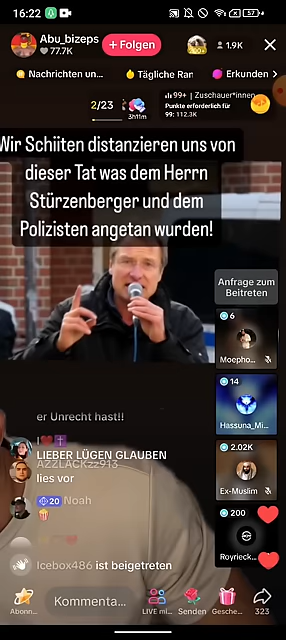 16:22
57
Abu_bizeps
77.7K
+ Folgen
1.9K
Nachrichten un...
Tägliche Ran
Erkunden
2/23
3h11m
99+ | Zuschauer*innen
Punkte erforderlich für
99: 112.3K
Wir Schiiten distanzieren uns von
dieser Tat was dem Herrn
Stürzenberger und dem
Polizisten angetan wurden!
Anfrage zum
Beitreten
6
Moepho...
14
Hassuna_Mi...
2.02K
Ex-Muslim
200
Royrieck...
er Unrecht hast!!
LIEBER LÜGEN GLAUBEN
AZZLACKzz913
lies vor
20 Noah
Icebox486 ist beigetreten
Abonn...
Kommenta...
LIVE mi...
Senden
Gesche...
323